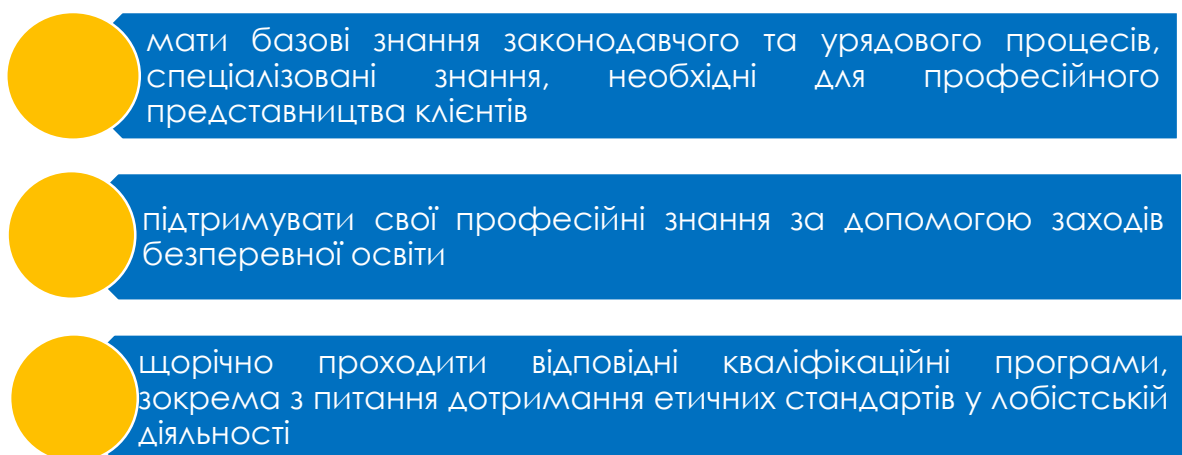 мати базові знання законодавчого та урядового процесів,
спеціалізовані знання, необхідні для професійного
представництва клієнтів
підтримувати свої професійні знання за допомогою заходів
безперевної освіти
щорічно проходити відповідні кваліфікаційні програми,
зокрема з питання дотримання етичних стандартів у лобістській
діяльності